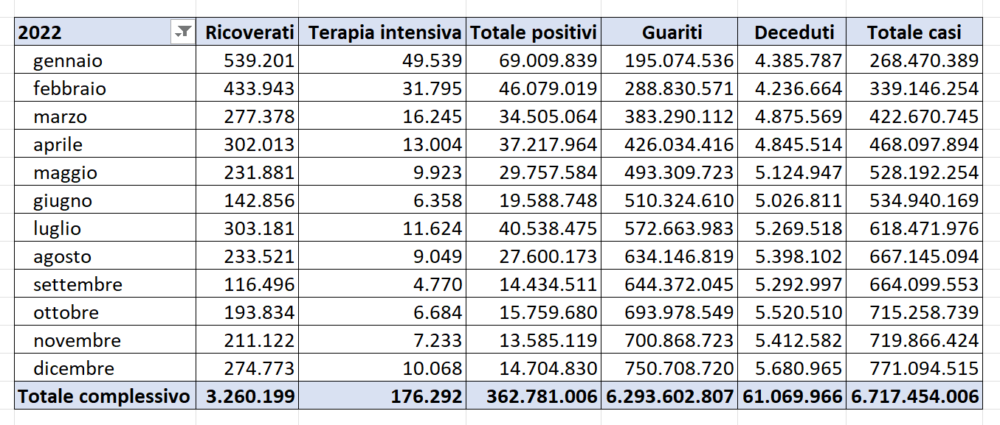 2022 Ricoverati Terapia intensiva Totale positivi Guariti Deceduti Totale casi
gennaio 539.201 49.539 69.009.839 195.074.536 4.385.787 268.470.389
febbraio 433.943 31.795 46.079.019 288.830.571 4.236.664 339.146.254
marzo 277.378 16.245 34.505.064 383.290.112 4.875.569 422.670.745
aprile 302.013 13.004 37.217.964 426.034.416 4.845.514 468.097.894
maggio 231.881 9.923 29.757.584 493.309.723 5.124.947 528.192.254
giugno 142.856 6.358 19.588.748 510.324.610 5.026.811 534.940.169
luglio 303.181 11.624 40.538.475 572.663.983 5.269.518 618.471.976
agosto 233.521 9.049 27.600.173 634.146.819 5.398.102 667.145.094
settembre 116.496 4.770 14.434.511 644.372.045 5.292.997 664.099.553
ottobre 193.834 6.684 15.759.680 693.978.549 5.520.510 715.258.739
novembre 211.122 7.233 13.585.119 700.868.723 5.412.582 719.866.424
dicembre 274.773 10.068 14.704.830 750.708.720 5.680.965 771.094.515
Totale complessivo 3.260.199 176.292 362.781.006 6.293.602.807 61.069.966 6.717.454.006